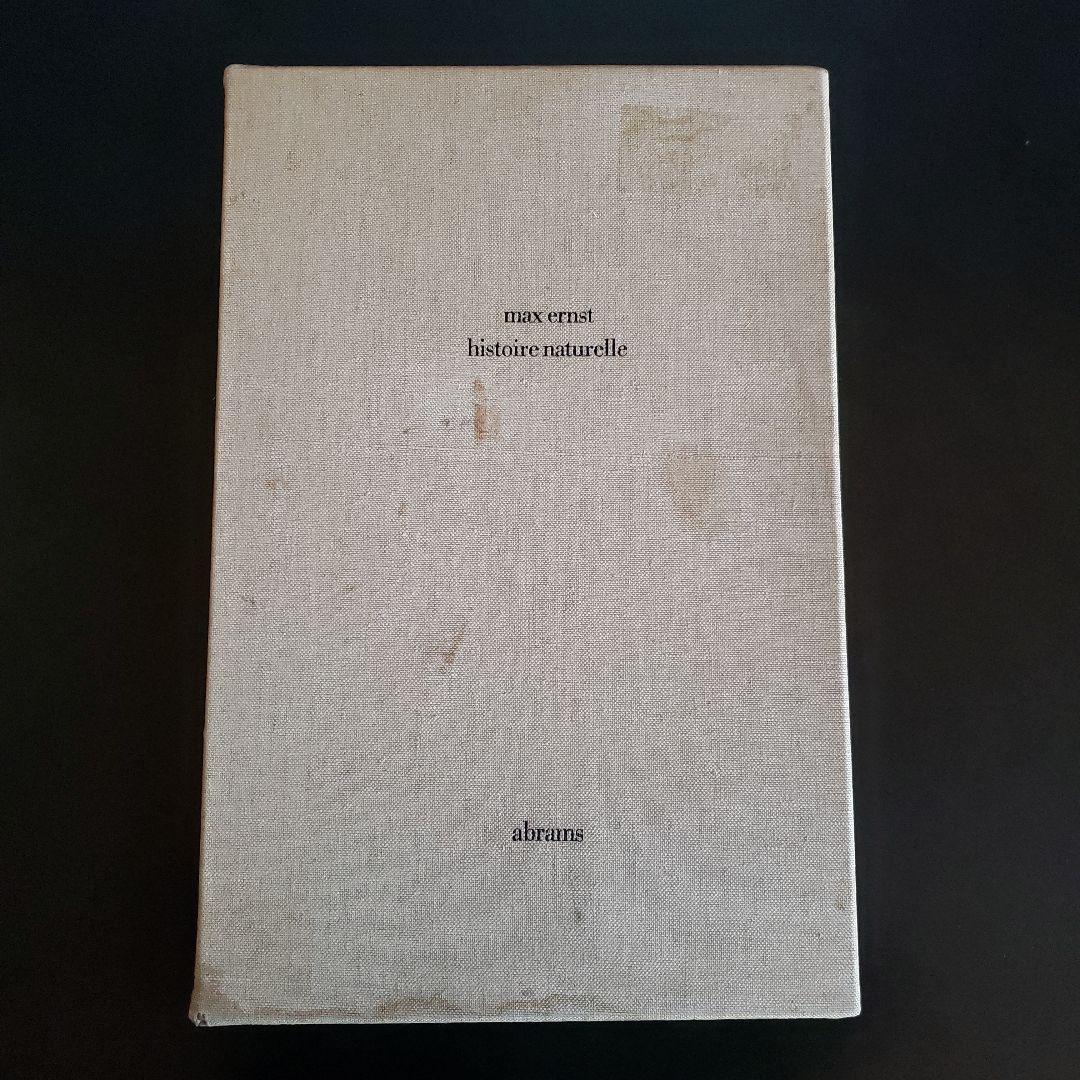 max ernst
histoire naturelle
abrams